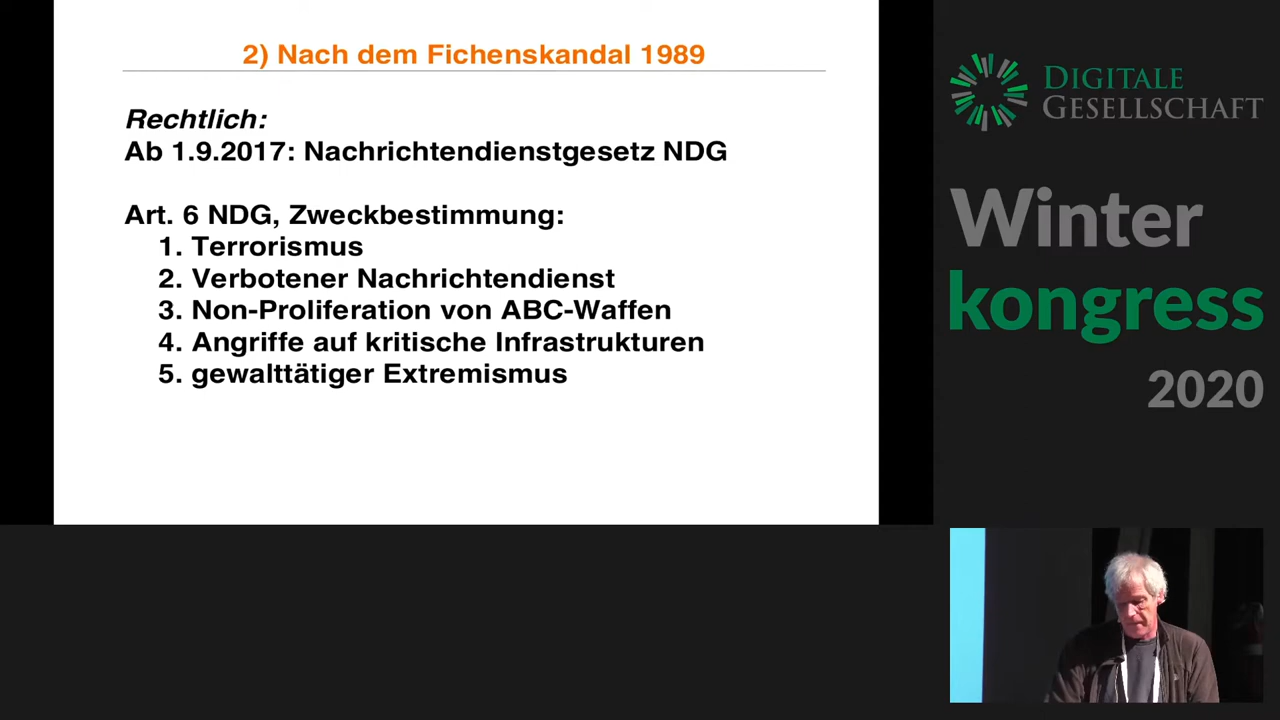 2) Nach dem Fichenskandal 1989
Rechtlich:
Ab 1.9.2017: Nachrichtendienstgesetz NDG
Art. 6 NDG, Zweckbestimmung:
1. Terrorismus
2. Verbotener Nachrichtendienst
3. Non-Proliferation von ABC-Waffen
4. Angriffe auf kritische Infrastrukturen
5. gewalttätiger Extremismus
DIGITALE
GESELLSCHAFT
Winter
kongress
2020